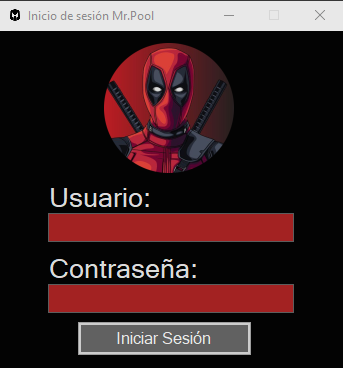 Inicio de sesión Mr.Pool
Usuario:
Contraseña:
Iniciar Sesión